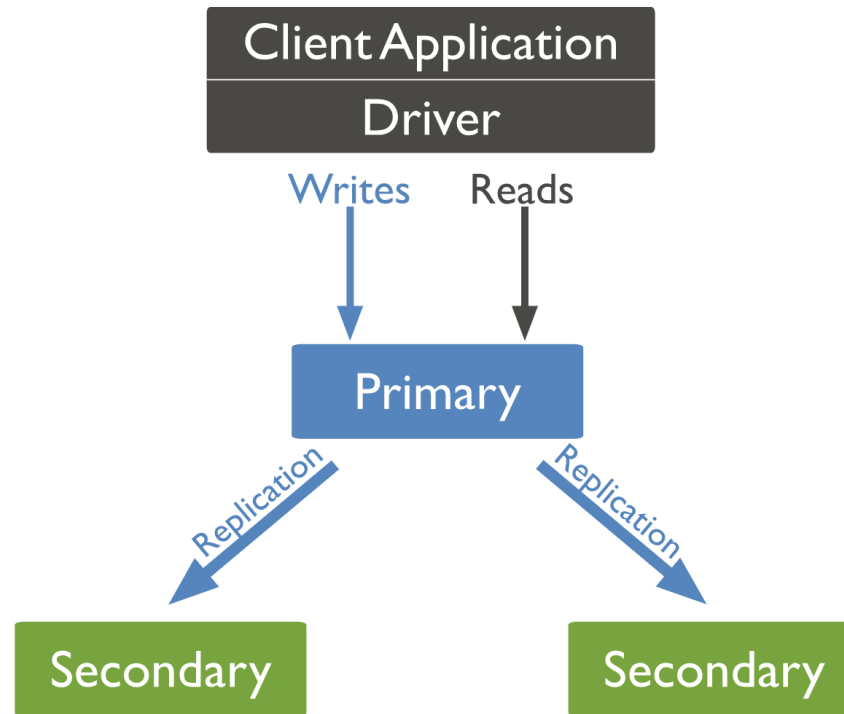 Client Application
Driver
Writes
Reads
Primary
Replication
Replication
Secondary
Secondary